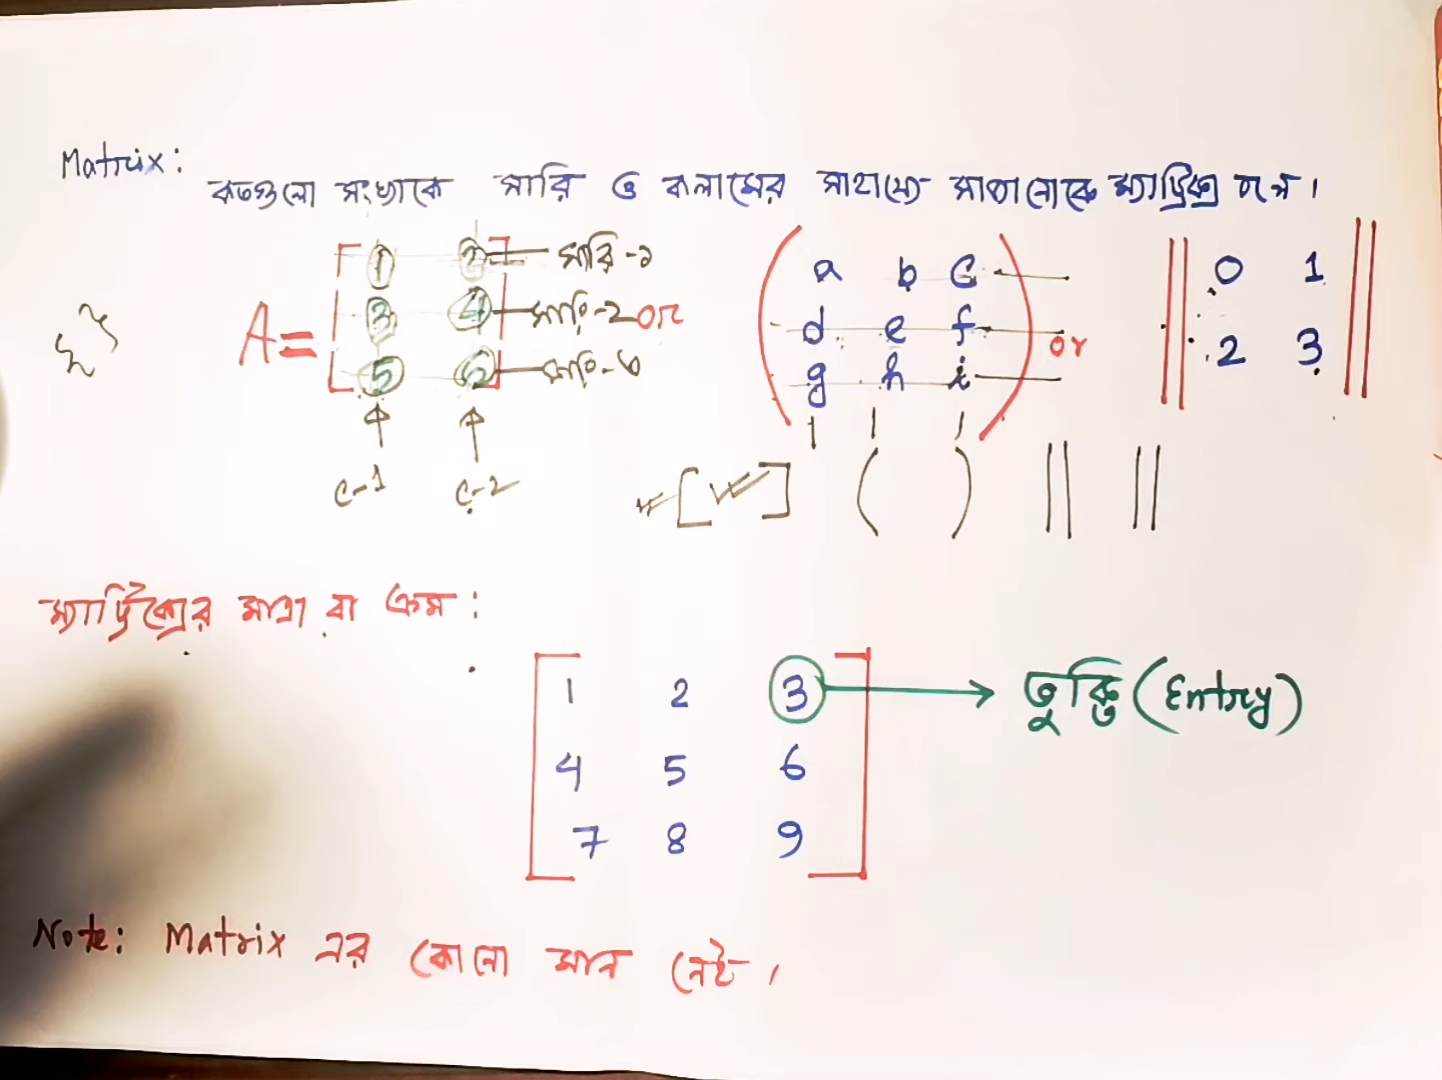 Matrix:
কতগুলো সংখ্যাকে সারি ও কলামের সাহায্যে সাজানোকে ম্যাট্রিক্স বলে।
A = [ 1 2 ] সারি -১
[ 3 4 ] সারি -২ or
[ 5 6 ] সারি -৩
C-1 C-2
( a b c )
( d e f ) or
( g h i )
|| 0 1 ||
|| 2 3 ||
[ ] ( ) || ||
ম্যাট্রিক্সের মাত্রা বা ক্রম :
[ 1 2 3 ] → ভুক্তি (Entry)
[ 4 5 6 ]
[ 7 8 9 ]
Note: Matrix এর কোনো মান নেই।